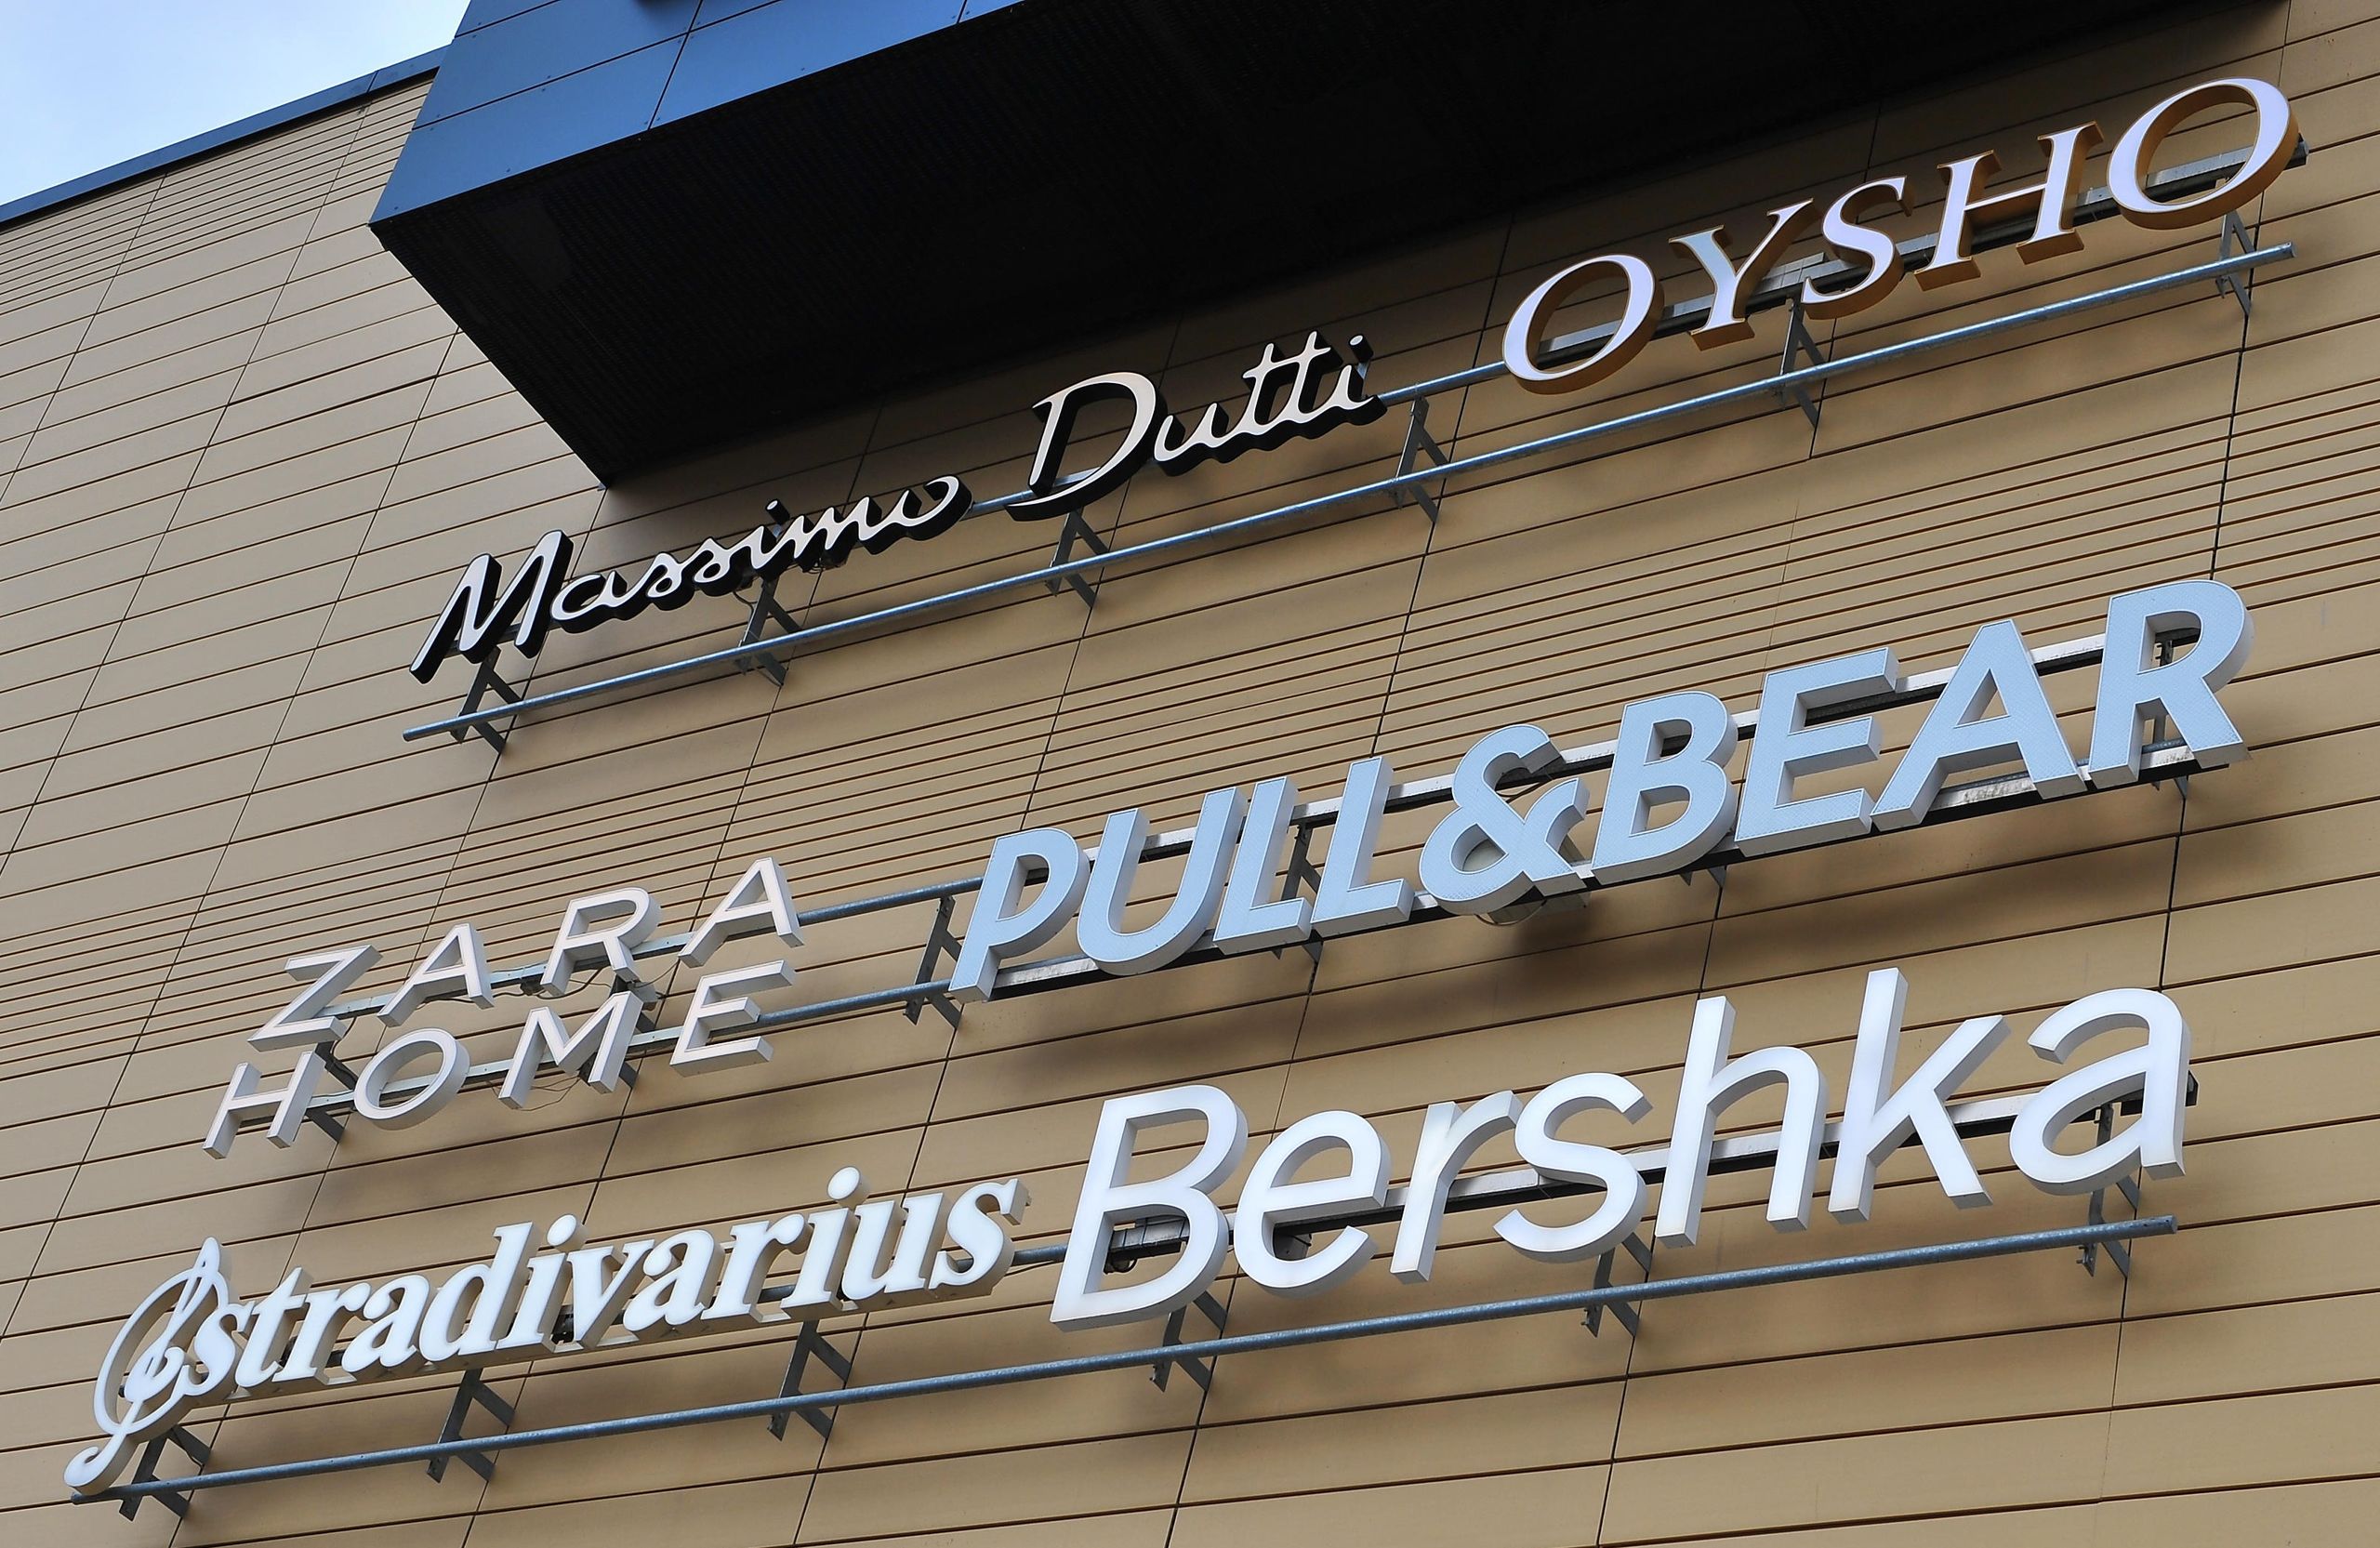 Massimo Dutti OYSHO
ZARA HOME
PULL&BEAR
stradivarius Bershka